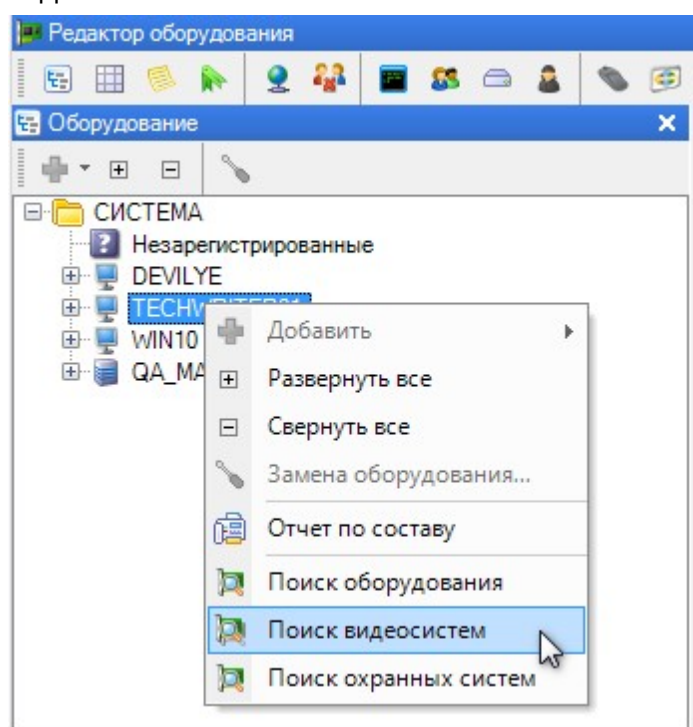 Редактор оборудования
Оборудование
СИСТЕМА
Незарегистрированные
DEVILYE
WIN10
Добавить
Развернуть все
Свернуть все
Замена оборудования...
Отчет по составу
Поиск оборудования
Поиск видеосистем
Поиск охранных систем